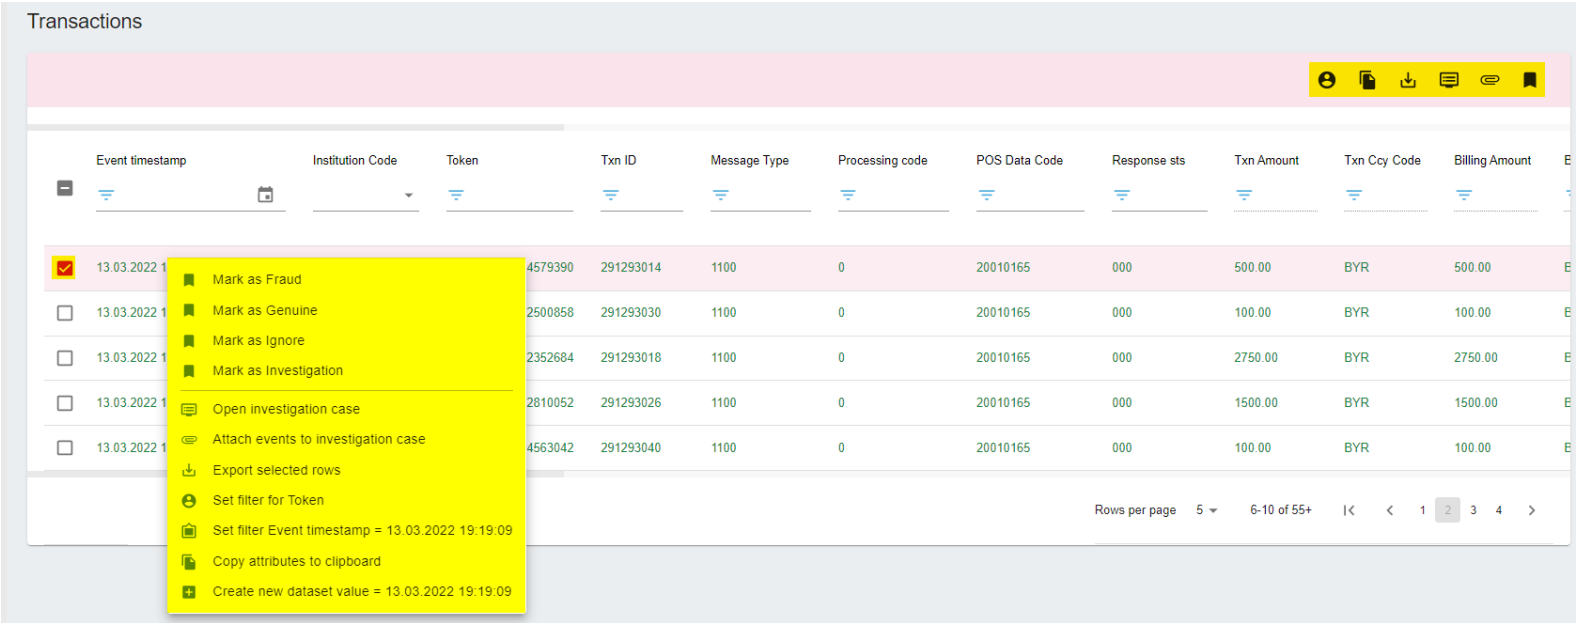 Transactions
Event timestamp Institution Code Token Txn ID Message Type Processing code POS Data Code Response sts Txn Amount Txn Ccy Code Billing Amount
13.03.2022 1 4579390 291293014 1100 0 20010165 000 500.00 BYR 500.00
13.03.2022 1 2500858 291293030 1100 0 20010165 000 100.00 BYR 100.00
13.03.2022 1 2352684 291293018 1100 0 20010165 000 2750.00 BYR 2750.00
13.03.2022 1 2810052 291293026 1100 0 20010165 000 1500.00 BYR 1500.00
13.03.2022 1 4563042 291293040 1100 0 20010165 000 100.00 BYR 100.00
Mark as Fraud
Mark as Genuine
Mark as Ignore
Mark as Investigation
Open investigation case
Attach events to investigation case
Export selected rows
Set filter for Token
Set filter Event timestamp = 13.03.2022 19:19:09
Copy attributes to clipboard
Create new dataset value = 13.03.2022 19:19:09
Rows per page 5 6-10 of 55+ 1 2 3 4